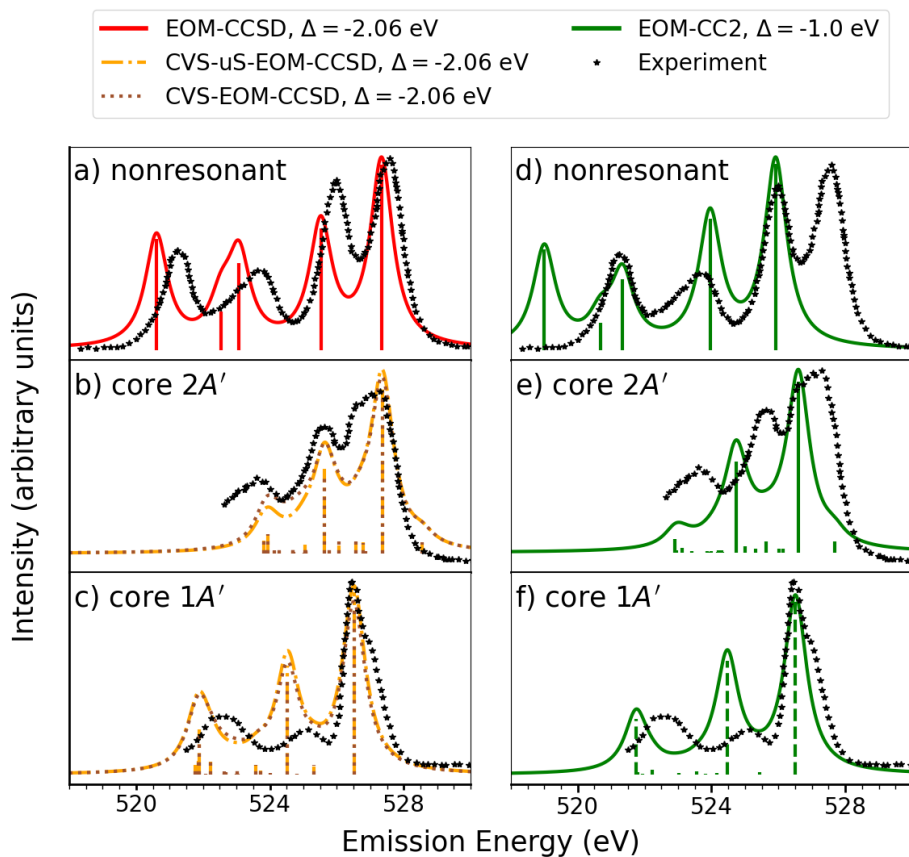 EOM-CCSD, Δ = -2.06 eV
CVS-uS-EOM-CCSD, Δ = -2.06 eV
CVS-EOM-CCSD, Δ = -2.06 eV
EOM-CC2, Δ = -1.0 eV
Experiment
a) nonresonant
d) nonresonant
b) core 2A′
e) core 2A′
c) core 1A′
f) core 1A′
Intensity (arbitrary units)
520 524 528
520 524 528
Emission Energy (eV)